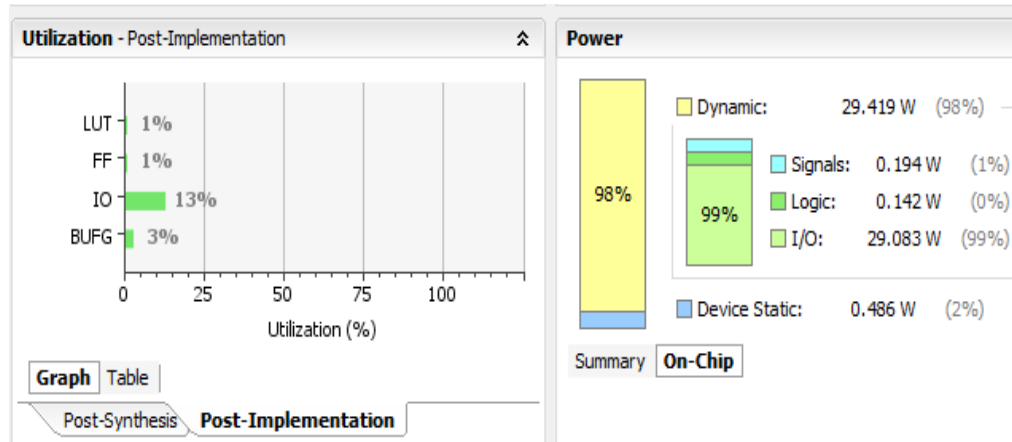 Utilization - Post-Implementation
LUT 1%
FF 1%
IO 13%
BUFG 3%
0 25 50 75 100
Utilization (%)
Graph Table
Post-Synthesis Post-Implementation
Power
98%
Dynamic: 29.419 W (98%)
99%
Signals: 0.194 W (1%)
Logic: 0.142 W (0%)
I/O: 29.083 W (99%)
Device Static: 0.486 W (2%)
Summary On-Chip